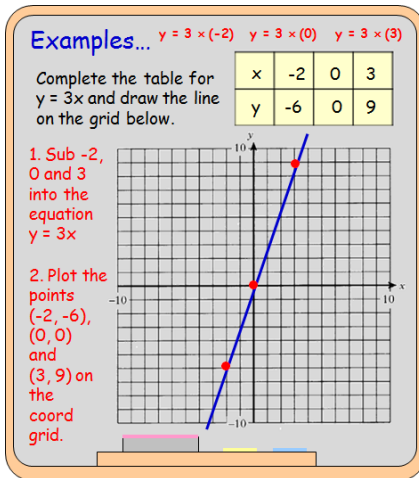 Examples...
y = 3 × (-2) y = 3 × (0) y = 3 × (3)
Complete the table for
y = 3x and draw the line
on the grid below.
x -2 0 3
y -6 0 9
1. Sub -2,
0 and 3
into the
equation
y = 3x
2. Plot the
points
(-2, -6),
(0, 0)
and
(3, 9) on
the
coord
grid.
y
10
x
-10
10
-10